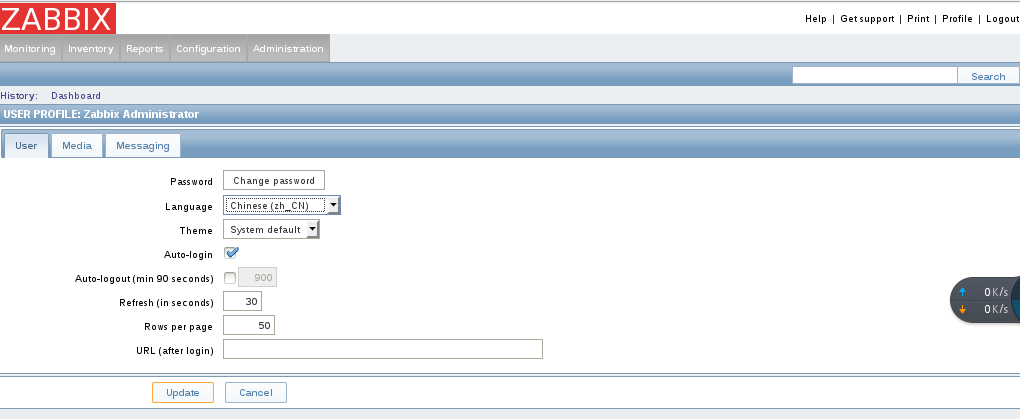 ZABBIX
Help | Get support | Print | Profile | Logout
Monitoring Inventory Reports Configuration Administration
Search
History: Dashboard
USER PROFILE: Zabbix Administrator
User Media Messaging
Password Change password
Language Chinese (zh_CN)
Theme System default
Auto-login
Auto-logout (min 90 seconds) 900
Refresh (in seconds) 30
0K/s
0K/s
Rows per page 50
URL (after login)
Update Cancel